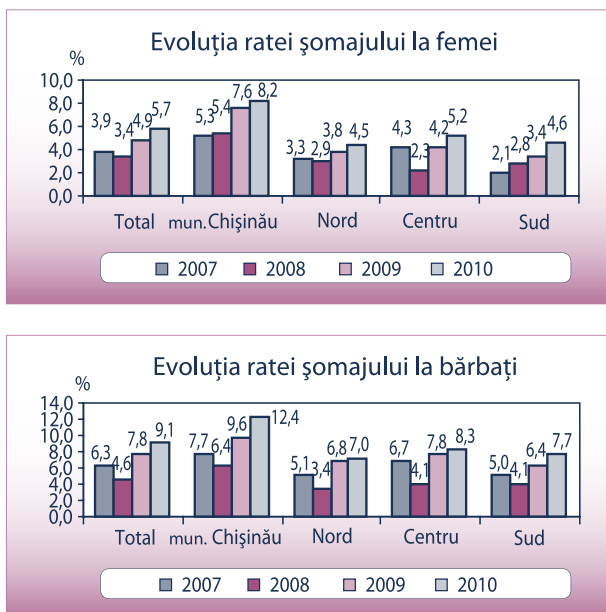 Evoluția ratei şomajului la femei
%
10,0
8,0
6,0
4,0
2,0
0,0
3,9 3,4 4,9 5,7
5,3 5,4 7,6 8,2
3,3 2,9 3,8 4,5
4,3 2,3 4,2 5,2
2,1 2,8 3,4 4,6
Total mun. Chişinău Nord Centru Sud
2007 2008 2009 2010
Evoluția ratei şomajului la bărbați
%
14,0
12,0
10,0
8,0
6,0
4,0
2,0
0,0
6,3 4,6 7,8 9,1
7,7 6,4 9,6 12,4
5,1 3,4 6,8 7,0
6,7 4,1 7,8 8,3
5,0 4,1 6,4 7,7
Total mun. Chişinău Nord Centru Sud
2007 2008 2009 2010